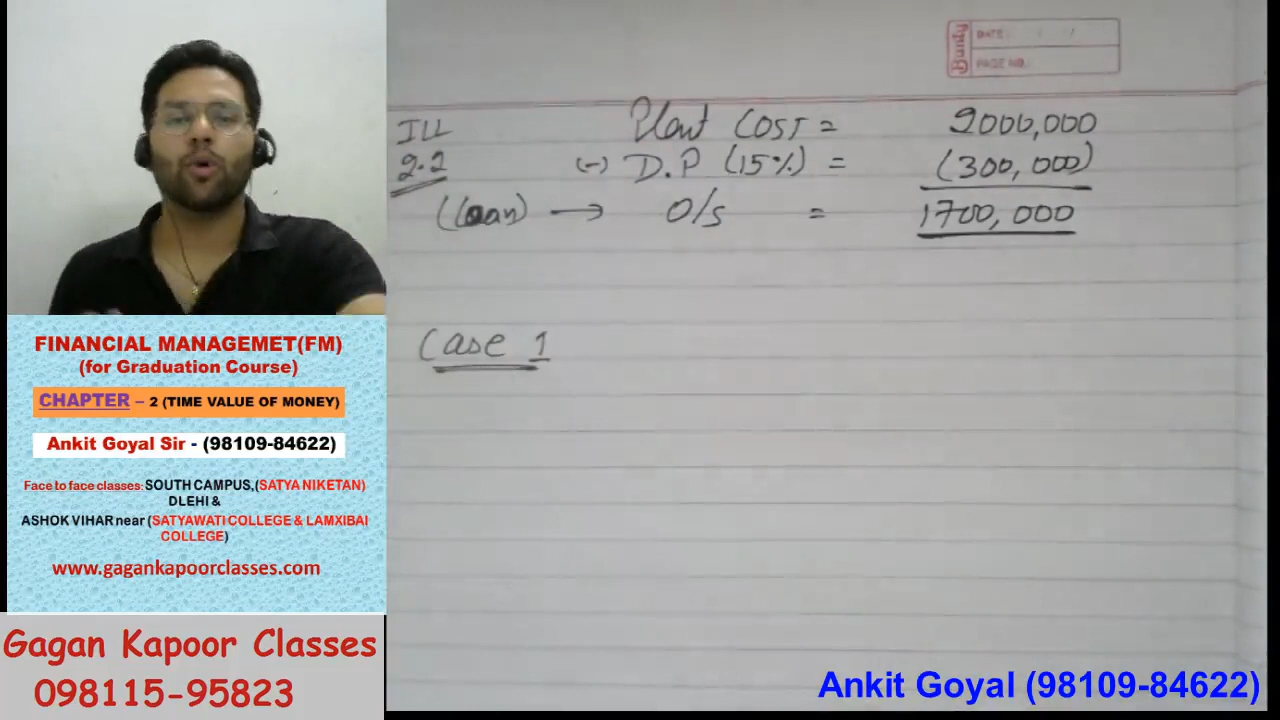 FINANCIAL MANAGEMET(FM)
(for Graduation Course)
CHAPTER – 2 (TIME VALUE OF MONEY)
Ankit Goyal Sir - (98109-84622)
Face to face classes: SOUTH CAMPUS,(SATYA NIKETAN)
DLEHI &
ASHOK VIHAR near (SATYAWATI COLLEGE & LAMXIBAI
COLLEGE)
www.gagankapoorclasses.com
Gagan Kapoor Classes
098115-95823
DATE : / /
PAGE NO.
Ill Plant Cost = 2000,000
2.2 (-) D.P (15%) = (300,000)
(Loan) → O/s = 1700,000
Case 1
Ankit Goyal (98109-84622)